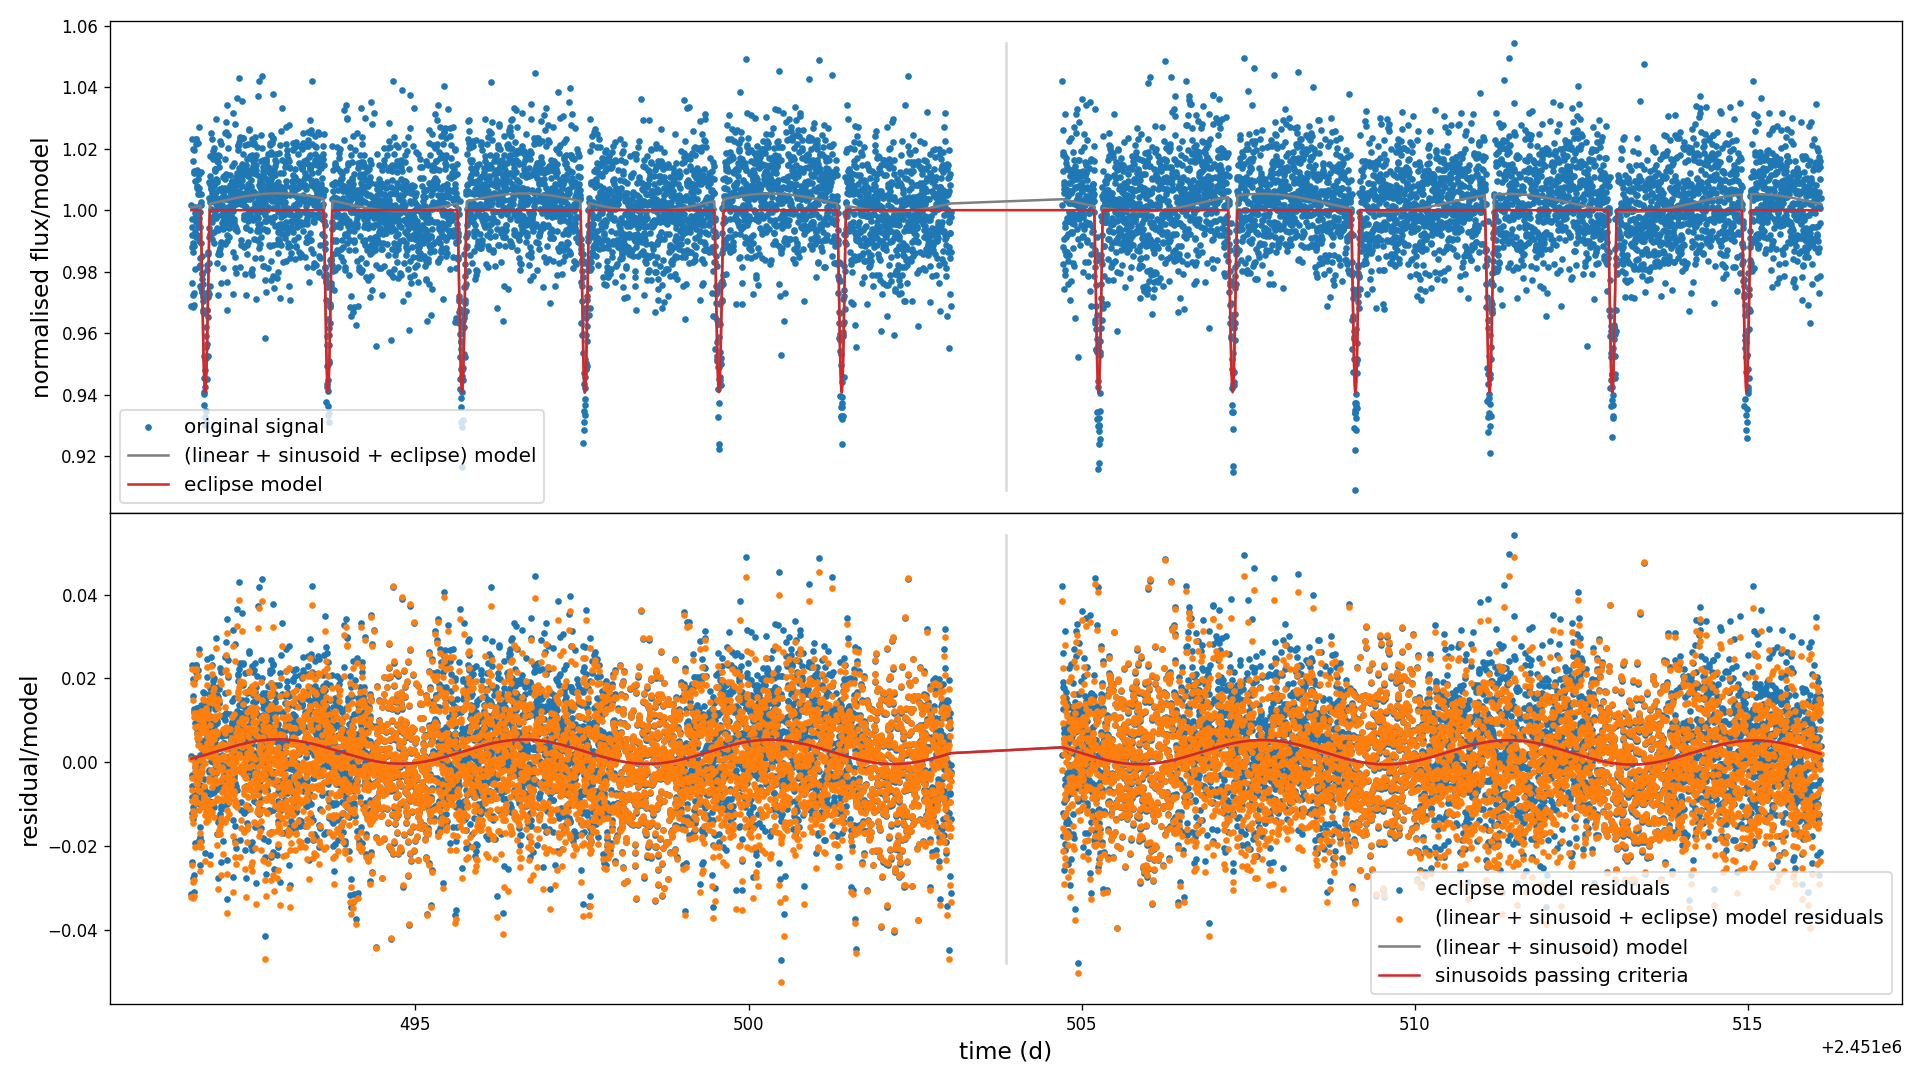 1.06
1.04
1.02
1.00
0.98
0.96
0.94
0.92
normalised flux/model
original signal
(linear + sinusoid + eclipse) model
eclipse model
0.04
0.02
0.00
−0.02
−0.04
residual/model
eclipse model residuals
(linear + sinusoid + eclipse) model residuals
(linear + sinusoid) model
sinusoids passing criteria
495
500
505
510
515
time (d)
+2.451e6